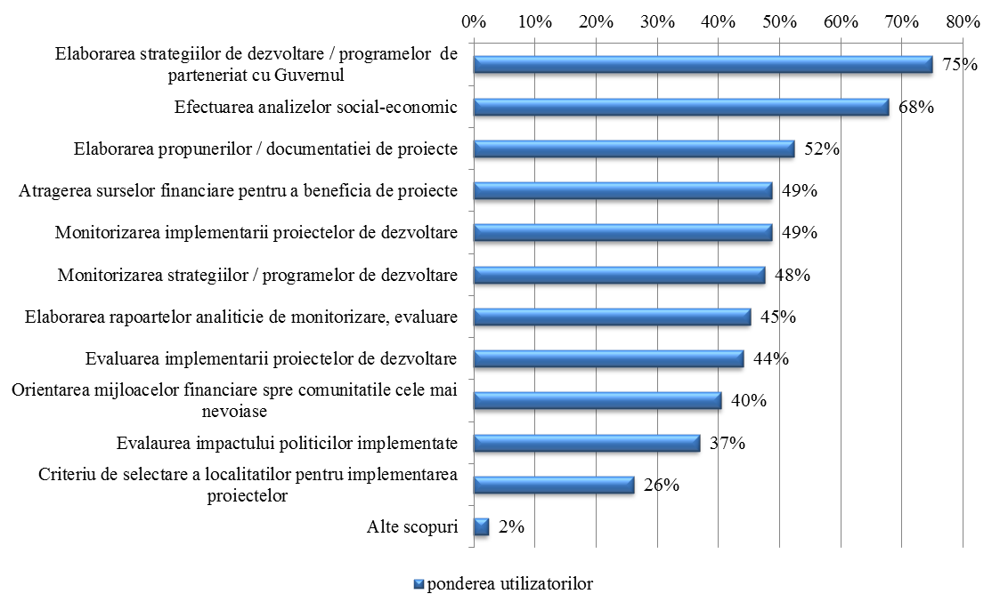 0% 10% 20% 30% 40% 50% 60% 70% 80%
Elaborarea strategiilor de dezvoltare / programelor de
parteneriat cu Guvernul
75%
Efectuarea analizelor social-economic
68%
Elaborarea propunerilor / documentatiei de proiecte
52%
Atragerea surselor financiare pentru a beneficia de proiecte
49%
Monitorizarea implementarii proiectelor de dezvoltare
49%
Monitorizarea strategiilor / programelor de dezvoltare
48%
Elaborarea rapoartelor analiticie de monitorizare, evaluare
45%
Evaluarea implementarii proiectelor de dezvoltare
44%
Orientarea mijloacelor financiare spre comunitatile cele mai
nevoiase
40%
Evalaurea impactului politicilor implementate
37%
Criteriu de selectare a localitatilor pentru implementarea
proiectelor
26%
Alte scopuri
2%
ponderea utilizatorilor